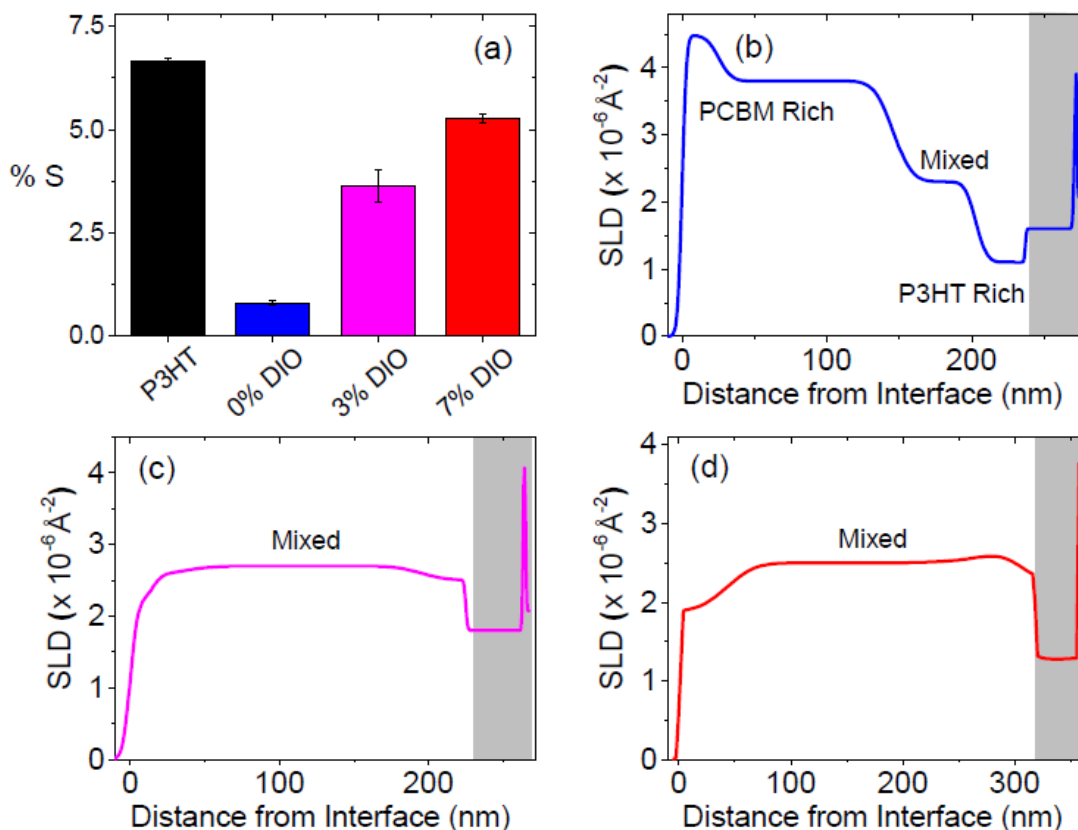 (a)
% S
7.5
5.0
2.5
0.0
P3HT
0% DIO
3% DIO
7% DIO
(b)
SLD (x 10⁻⁶Å⁻²)
4
3
2
1
0
PCBM Rich
Mixed
P3HT Rich
0 100 200
Distance from Interface (nm)
(c)
SLD (x 10⁻⁶Å⁻²)
4
3
2
1
0
Mixed
0 100 200
Distance from Interface (nm)
(d)
SLD (x 10⁻⁶Å⁻²)
4
3
2
1
0
Mixed
0 100 200 300
Distance from Interface (nm)